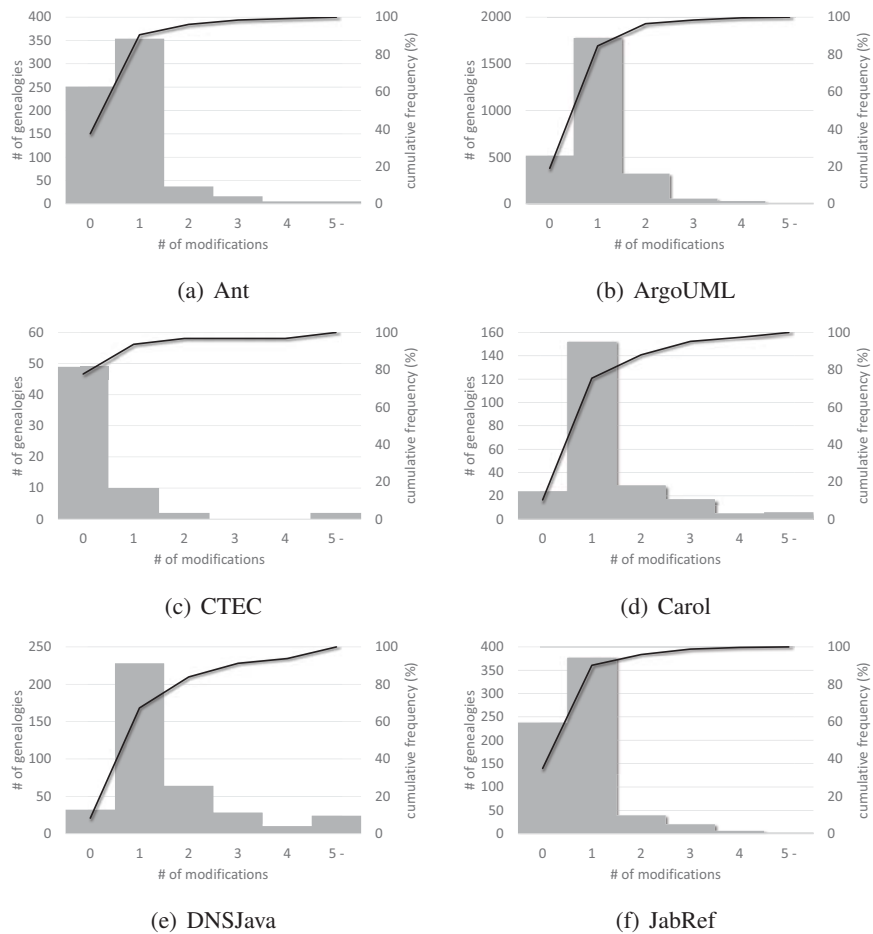 400
350
300
250
200
150
100
50
0
# of genealogies
100
80
60
40
20
0
cumulative frequency (%)
0 1 2 3 4 5 -
# of modifications
(a) Ant
2000
1500
1000
500
0
# of genealogies
100
80
60
40
20
0
cumulative frequency (%)
0 1 2 3 4 5 -
# of modifications
(b) ArgoUML
60
50
40
30
20
10
0
# of genealogies
100
80
60
40
20
0
cumulative frequency (%)
0 1 2 3 4 5 -
# of modifications
(c) CTEC
160
140
120
100
80
60
40
20
0
# of genealogies
100
80
60
40
20
0
cumulative frequency (%)
0 1 2 3 4 5 -
# of modifications
(d) Carol
250
200
150
100
50
0
# of genealogies
100
80
60
40
20
0
cumulative frequency (%)
0 1 2 3 4 5 -
# of modifications
(e) DNSJava
400
350
300
250
200
150
100
50
0
# of genealogies
100
80
60
40
20
0
cumulative frequency (%)
0 1 2 3 4 5 -
# of modifications
(f) JabRef